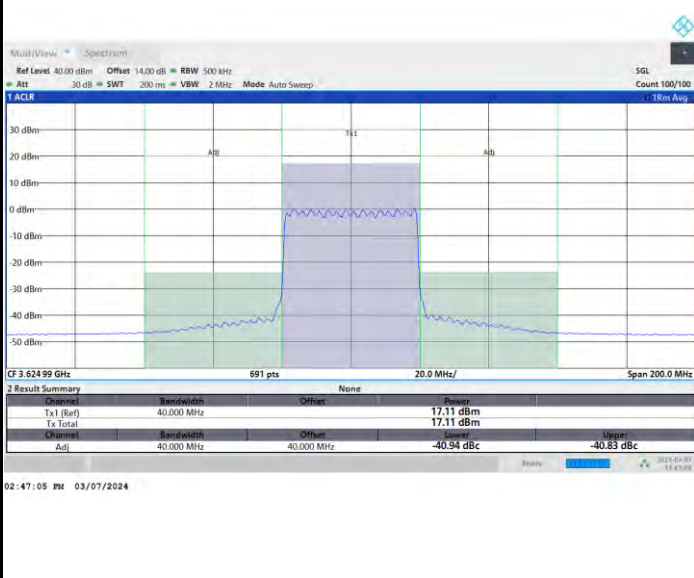 MultiView Spectrum
Ref Level 40.00 dBm Offset 14.00 dB RBW 500 kHz SGL
Att 30 dB SWT 200 ms VBW 2 MHz Mode Auto Sweep Count 100/100
1 ACLR 1Rm Avg
Tx1
30 dBm
Adj Adj
20 dBm
10 dBm
0 dBm
-10 dBm
-20 dBm
-30 dBm
-40 dBm
-50 dBm
CF 3.624 99 GHz 691 pts 20.0 MHz/ Span 200.0 MHz
2 Result Summary None
Channel Bandwidth Offset Power
Tx1 (Ref) 40.000 MHz 17.11 dBm
Tx Total 17.11 dBm
Channel Bandwidth Offset Lower Upper
Adj 40.000 MHz 40.000 MHz -40.94 dBc -40.83 dBc
Ready
02:47:05 PM 03/07/2024